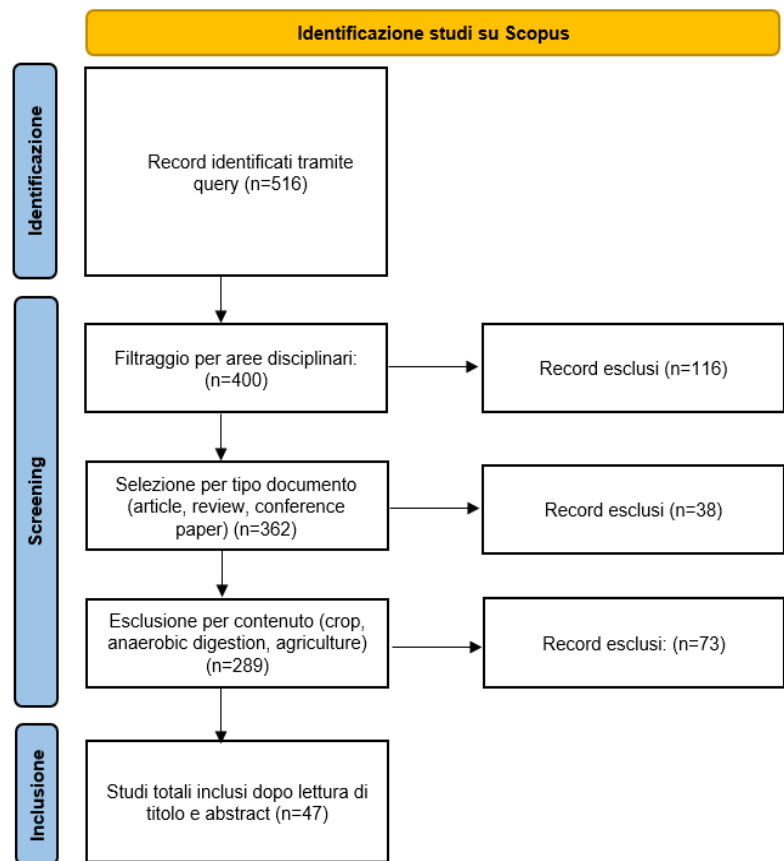 Identificazione studi su Scopus
Identificazione
Record identificati tramite
query (n=516)
Screening
Filtraggio per aree disciplinari:
(n=400)
Record esclusi (n=116)
Selezione per tipo documento
(article, review, conference
paper) (n=362)
Record esclusi (n=38)
Esclusione per contenuto (crop,
anaerobic digestion, agriculture)
(n=289)
Record esclusi: (n=73)
Inclusione
Studi totali inclusi dopo lettura di
titolo e abstract (n=47)